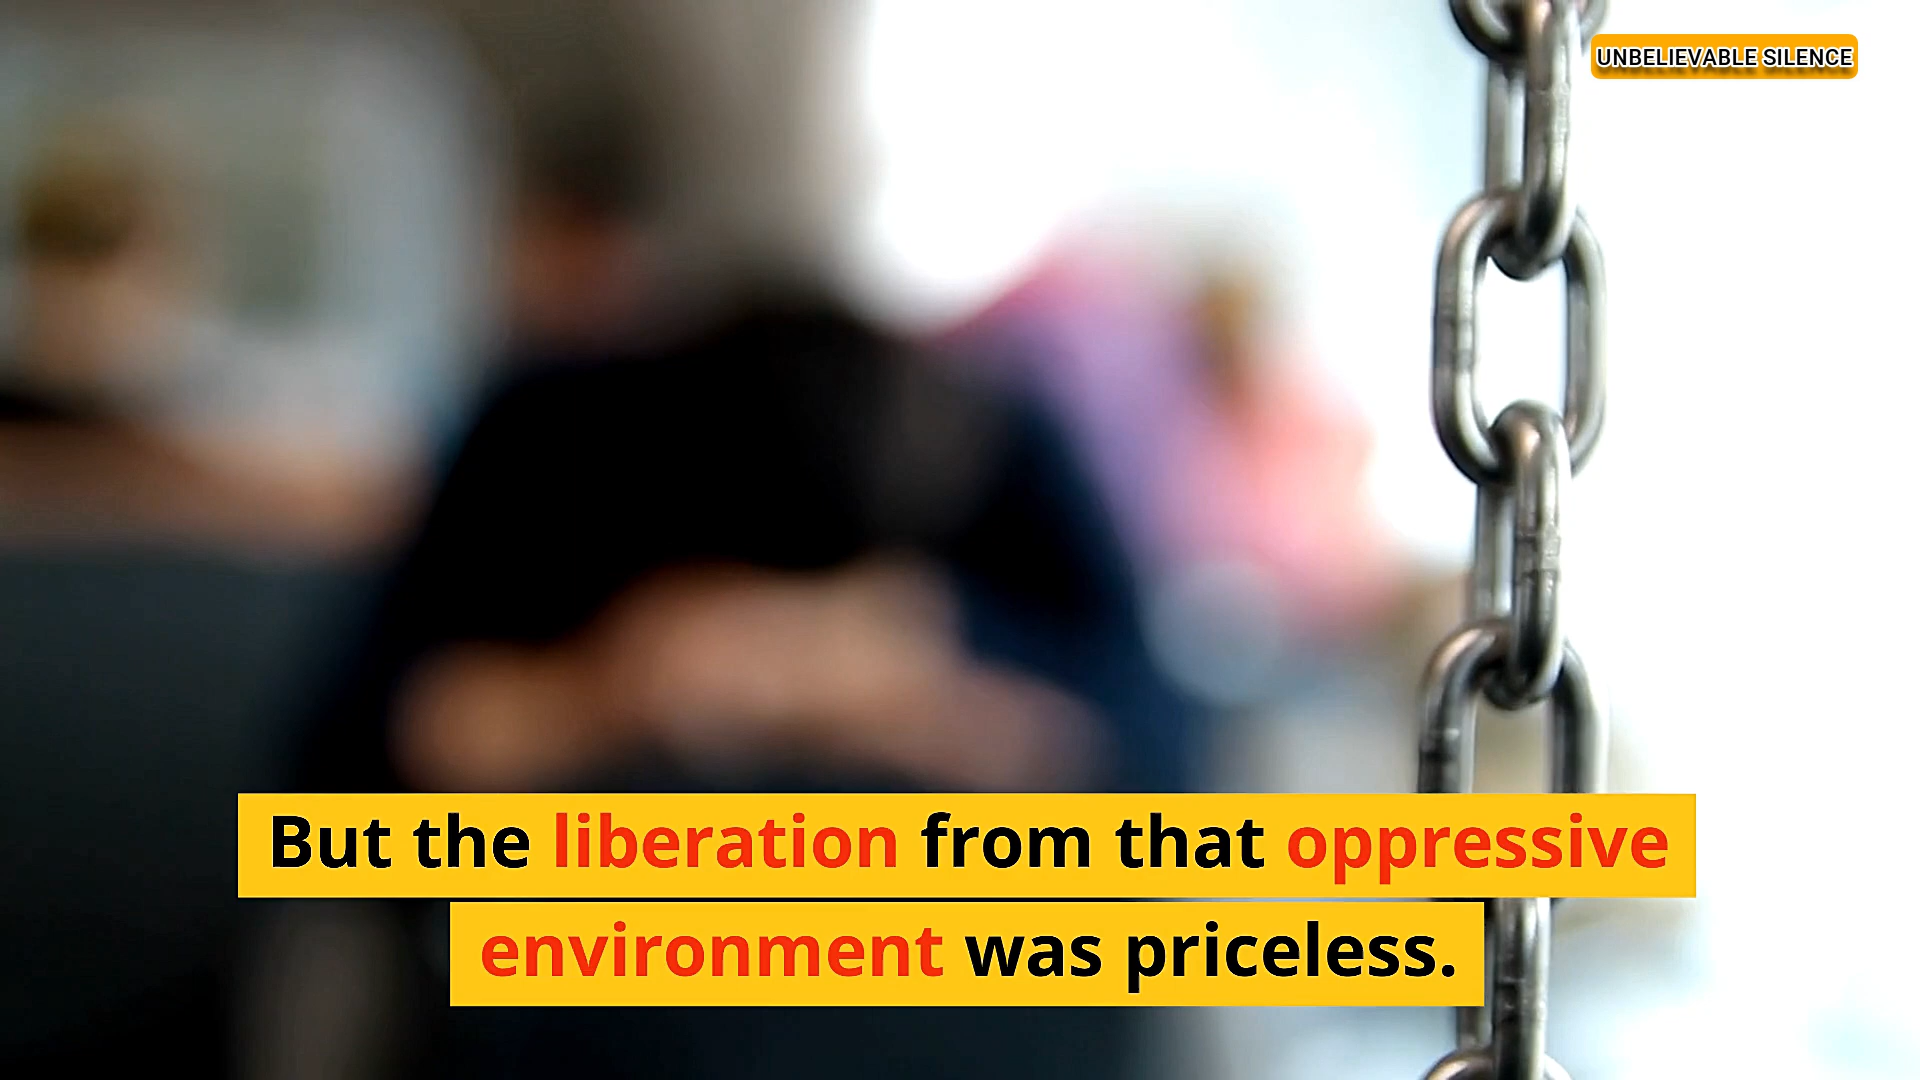 UNBELIEVABLE SILENCE
But the liberation from that oppressive
environment was priceless.